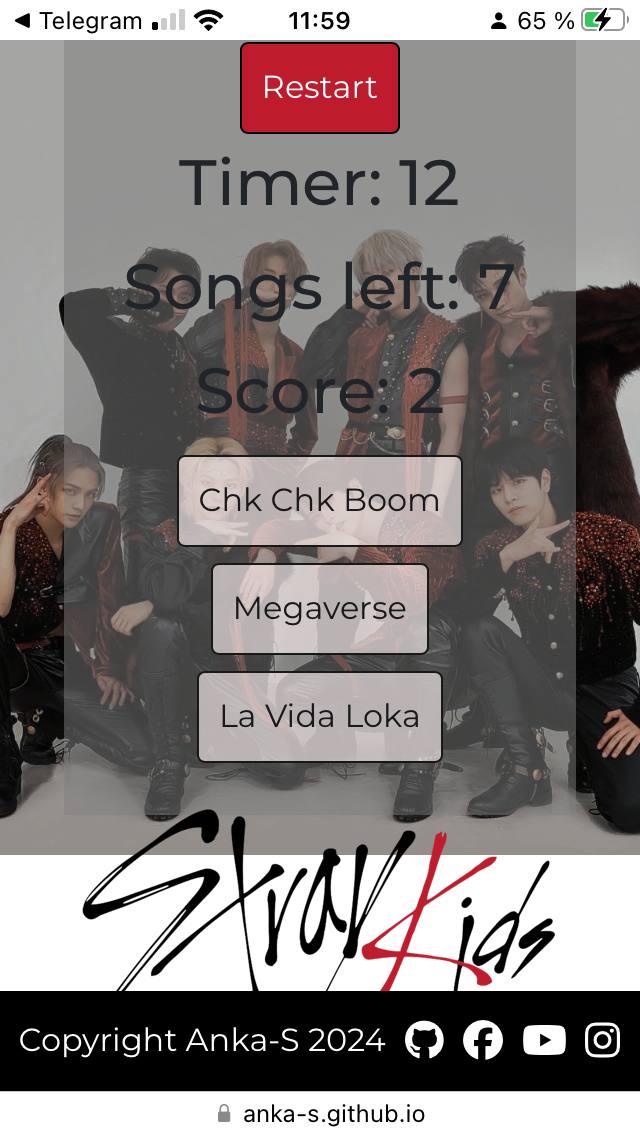 Telegram 11:59 65 %
Restart
Timer: 12
Songs left: 7
Score: 2
Chk Chk Boom
Megaverse
La Vida Loka
Stray Kids
Copyright Anka-S 2024
anka-s.github.io